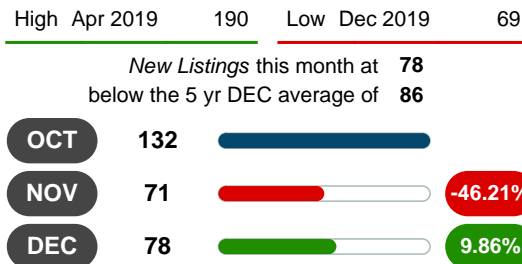 High Apr 2019 190 Low Dec 2019 69
New Listings this month at 78
below the 5 yr DEC average of 86
OCT 132
NOV 71 -46.21%
DEC 78 9.86%